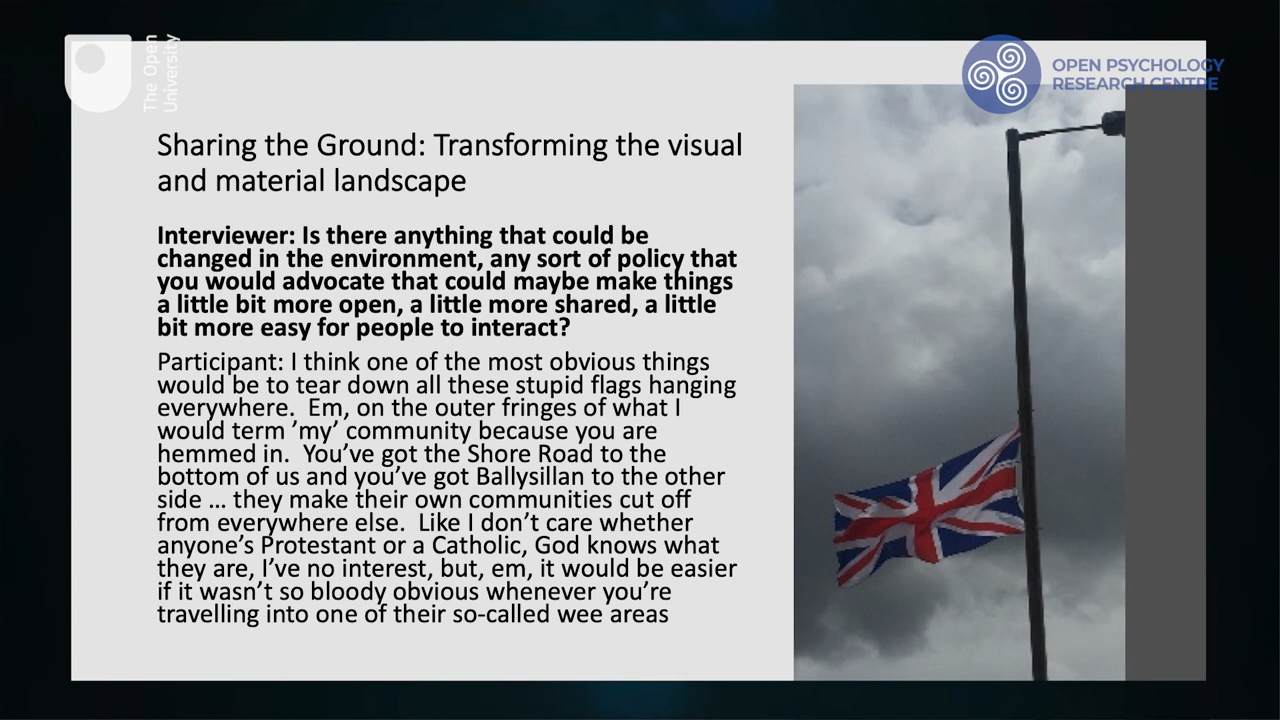 The Open
University
OPEN PSYCHOLOGY
RESEARCH CENTRE
Sharing the Ground: Transforming the visual
and material landscape
Interviewer: Is there anything that could be
changed in the environment, any sort of policy that
you would advocate that could maybe make things
a little bit more open, a little more shared, a little
bit more easy for people to interact?
Participant: I think one of the most obvious things
would be to tear down all these stupid flags hanging
everywhere.  Em, on the outer fringes of what I
would term ’my’ community because you are
hemmed in.  You’ve got the Shore Road to the
bottom of us and you’ve got Ballysillan to the other
side … they make their own communities cut off
from everywhere else.  Like I don’t care whether
anyone’s Protestant or a Catholic, God knows what
they are, I’ve no interest, but, em, it would be easier
if it wasn’t so bloody obvious whenever you’re
travelling into one of their so-called wee areas